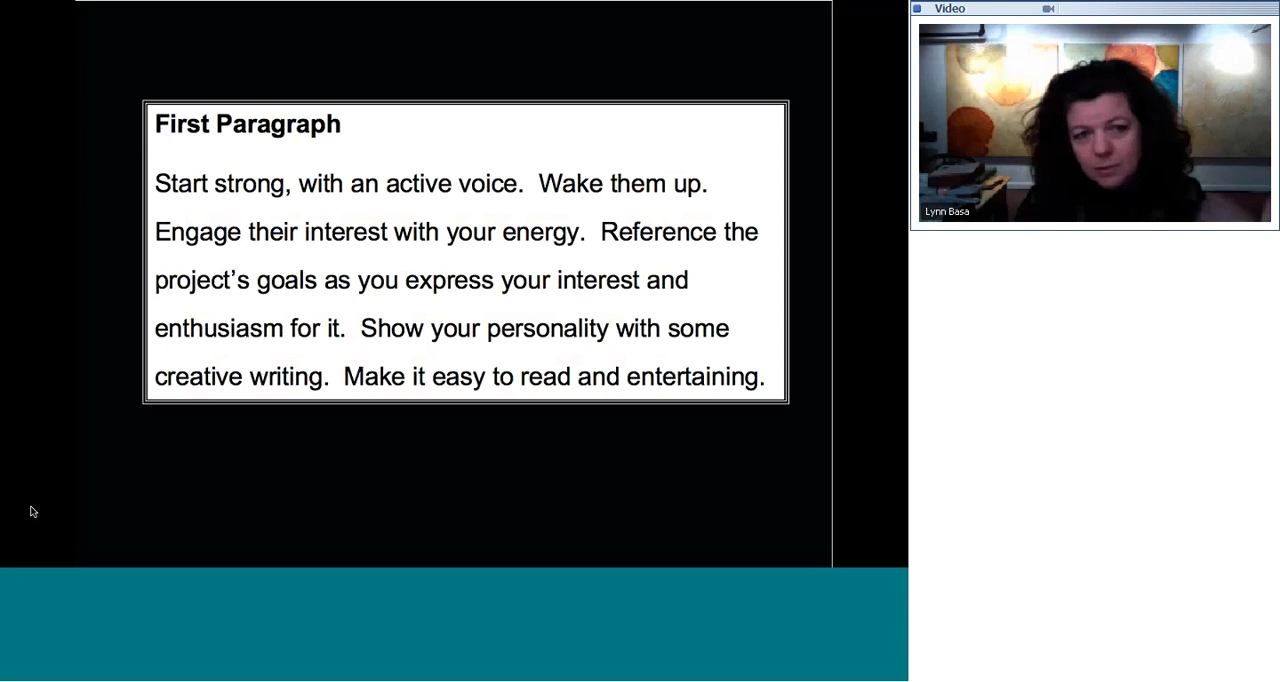 First Paragraph
Start strong, with an active voice.  Wake them up.
Engage their interest with your energy.  Reference the
project’s goals as you express your interest and
enthusiasm for it.  Show your personality with some
creative writing.  Make it easy to read and entertaining.
Video
Lynn Basa